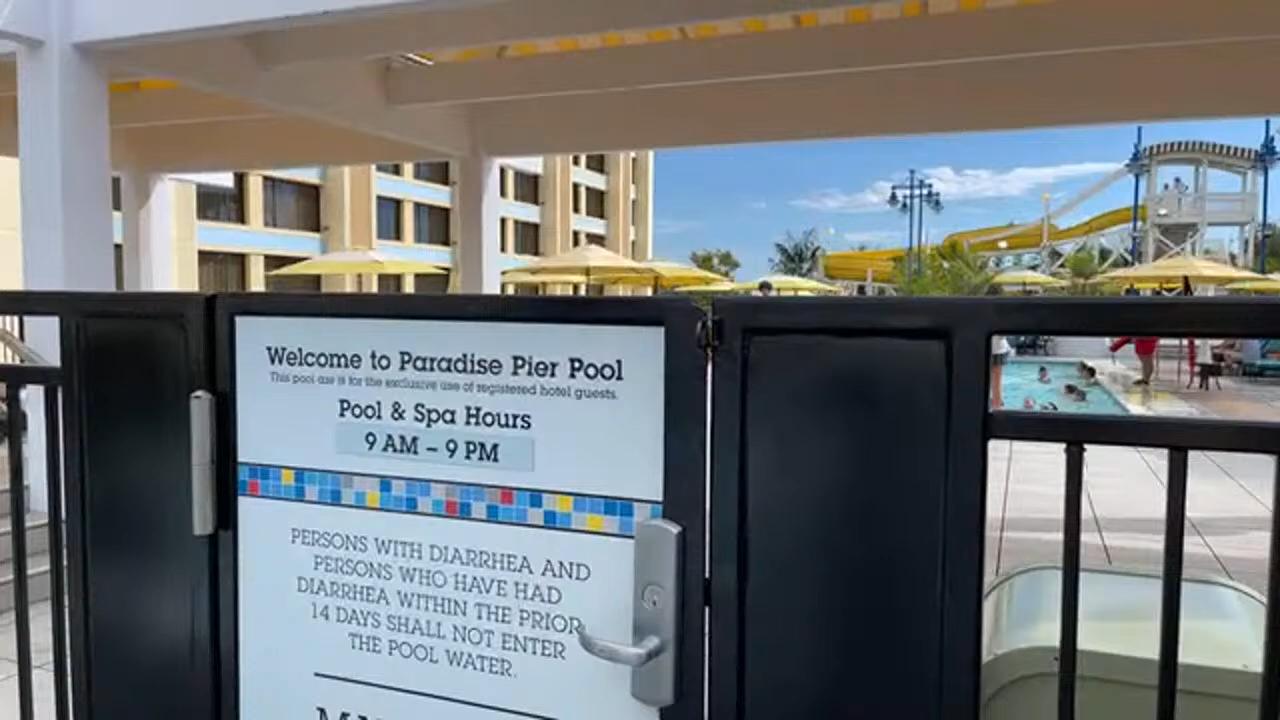 Welcome to Paradise Pier Pool
This pool are is for the exclusive use of registered hotel guests.
Pool & Spa Hours
9 AM – 9 PM
PERSONS WITH DIARRHEA AND
PERSONS WHO HAVE HAD
DIARRHEA WITHIN THE PRIOR
14 DAYS SHALL NOT ENTER
THE POOL WATER.